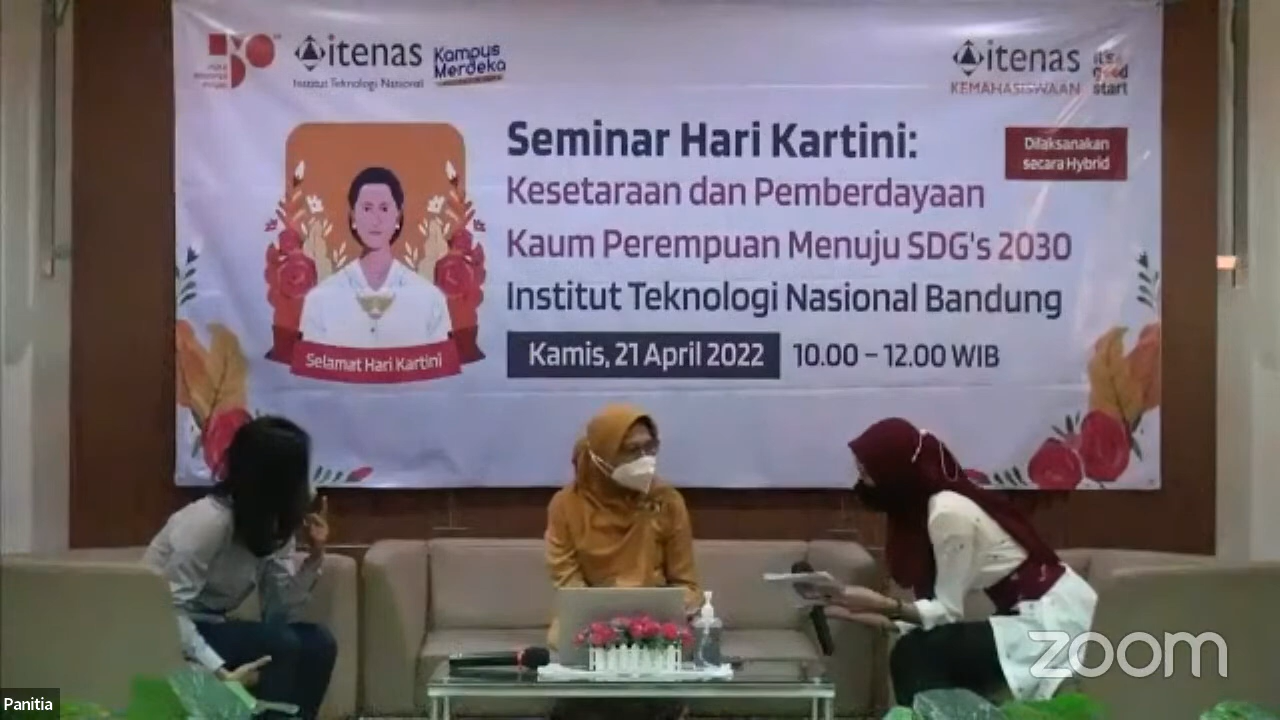 50
itenas
Institut Teknologi Nasional
Kampus
Merdeka
itenas
KEMAHASISWAAN
it's a
good
start
Seminar Hari Kartini:
Kesetaraan dan Pemberdayaan
Kaum Perempuan Menuju SDG's 2030
Institut Teknologi Nasional Bandung
Dilaksanakan
secara Hybrid
Kamis, 21 April 2022
10.00 – 12.00 WIB
Selamat Hari Kartini
zoom
Panitia